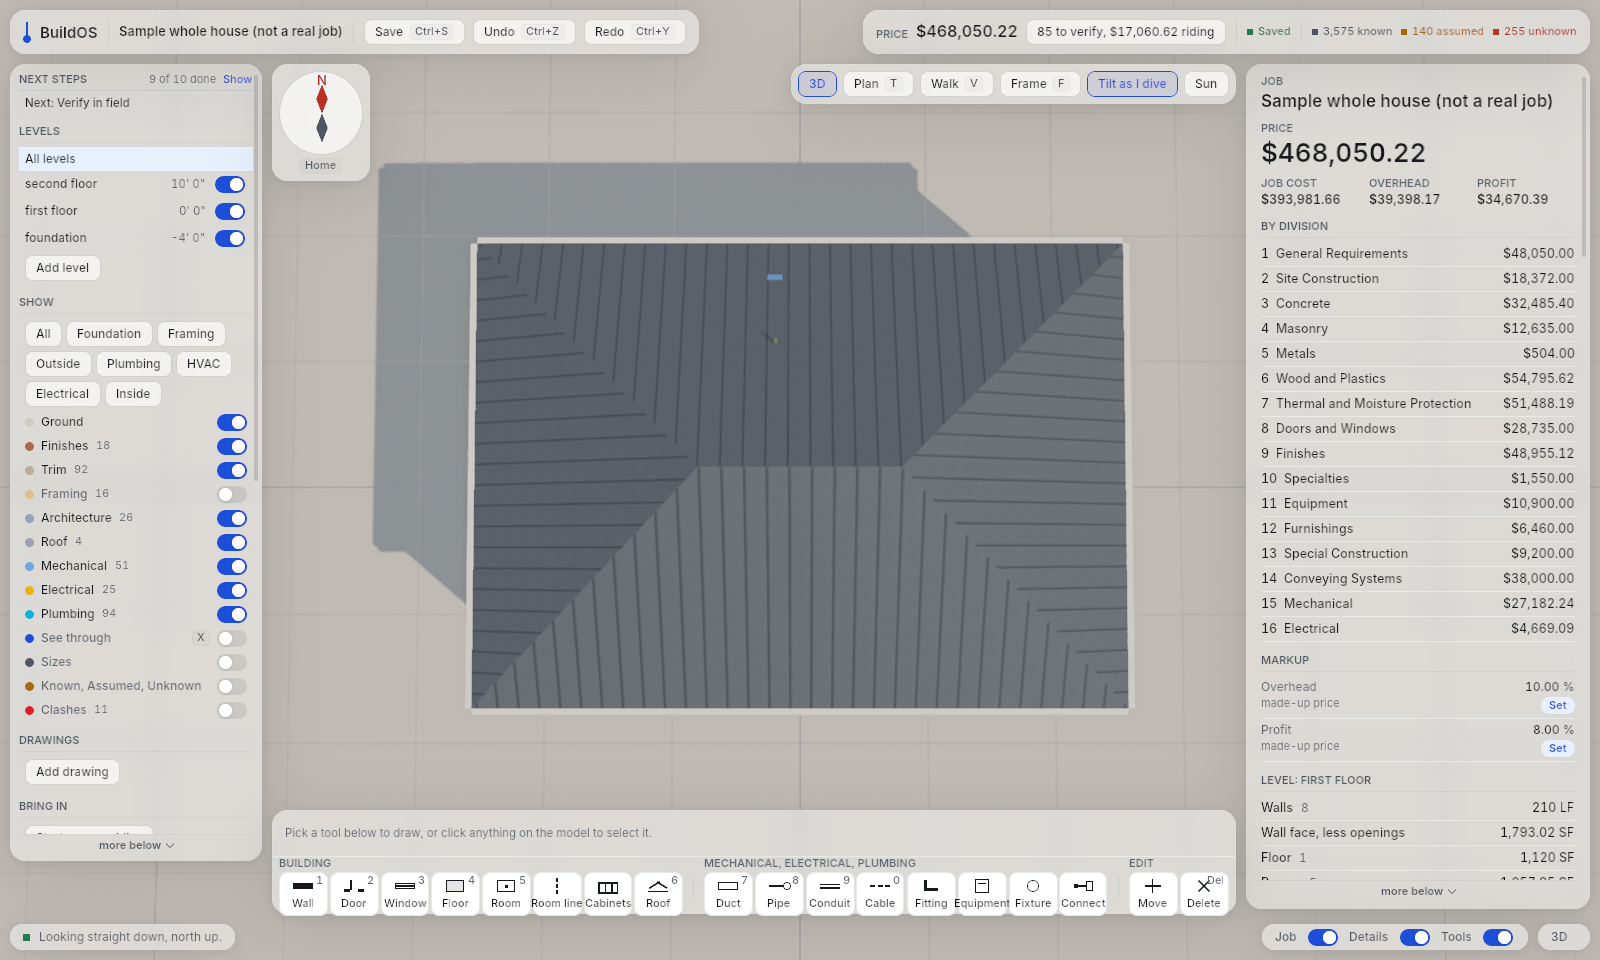 BuildOS
Sample whole house (not a real job)
Save Ctrl+S
Undo Ctrl+Z
Redo Ctrl+Y
PRICE $468,050.22
85 to verify, $17,060.62 riding
Saved
3,575 known
140 assumed
255 unknown
NEXT STEPS 9 of 10 done Show
Next: Verify in field
LEVELS
All levels
second floor 10' 0"
first floor 0' 0"
foundation -4' 0"
Add level
SHOW
All Foundation Framing
Outside Plumbing HVAC
Electrical Inside
Ground
Finishes 18
Trim 92
Framing 16
Architecture 26
Roof 4
Mechanical 51
Electrical 25
Plumbing 94
See through X
Sizes
Known, Assumed, Unknown
Clashes 11
DRAWINGS
Add drawing
BRING IN
more below
N
Home
3D
Plan T
Walk V
Frame F
Tilt as I dive
Sun
JOB
Sample whole house (not a real job)
PRICE
$468,050.22
JOB COST OVERHEAD PROFIT
$393,981.66 $39,398.17 $34,670.39
BY DIVISION
1 General Requirements $48,050.00
2 Site Construction $18,372.00
3 Concrete $32,485.40
4 Masonry $12,635.00
5 Metals $504.00
6 Wood and Plastics $54,795.62
7 Thermal and Moisture Protection $51,488.19
8 Doors and Windows $28,735.00
9 Finishes $48,955.12
10 Specialties $1,550.00
11 Equipment $10,900.00
12 Furnishings $6,460.00
13 Special Construction $9,200.00
14 Conveying Systems $38,000.00
15 Mechanical $27,182.24
16 Electrical $4,669.09
MARKUP
Overhead 10.00 %
made-up price Set
Profit 8.00 %
made-up price Set
LEVEL: FIRST FLOOR
Walls 8 210 LF
Wall face, less openings 1,793.02 SF
Floor 1 1,120 SF
more below
Pick a tool below to draw, or click anything on the model to select it.
BUILDING
Wall 1
Door 2
Window 3
Floor 4
Room 5
Room line
Cabinets
Roof 6
MECHANICAL, ELECTRICAL, PLUMBING
Duct 7
Pipe 8
Conduit 9
Cable 0
Fitting
Equipment
Fixture
Connect
EDIT
Move
Delete Del
Looking straight down, north up.
Job
Details
Tools
3D